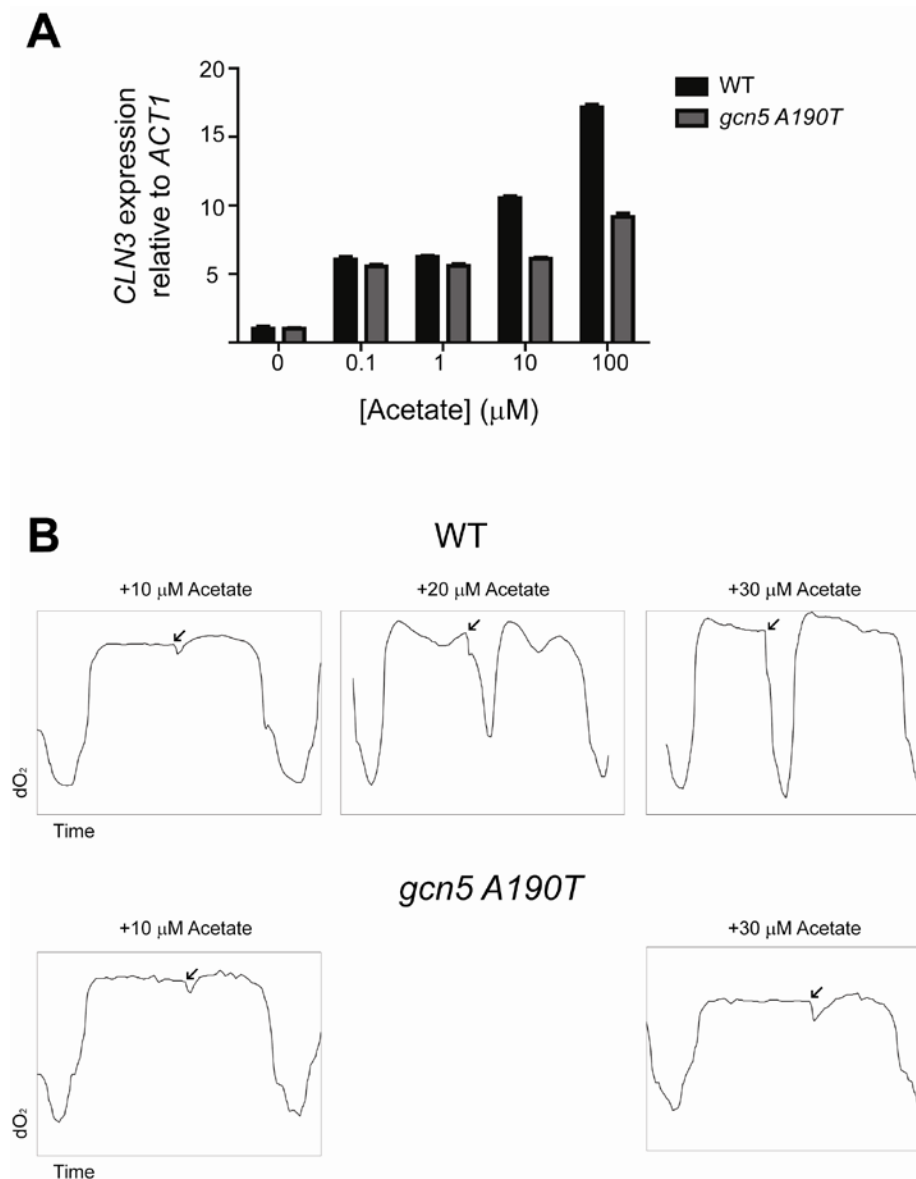 A
CLN3 expression
relative to ACT1
20
15
10
5
0
0.1
1
10
100
[Acetate] (μM)
WT
gcn5 A190T
B
WT
+10 μM Acetate
+20 μM Acetate
+30 μM Acetate
dO₂
Time
gcn5 A190T
+10 μM Acetate
+30 μM Acetate
dO₂
Time